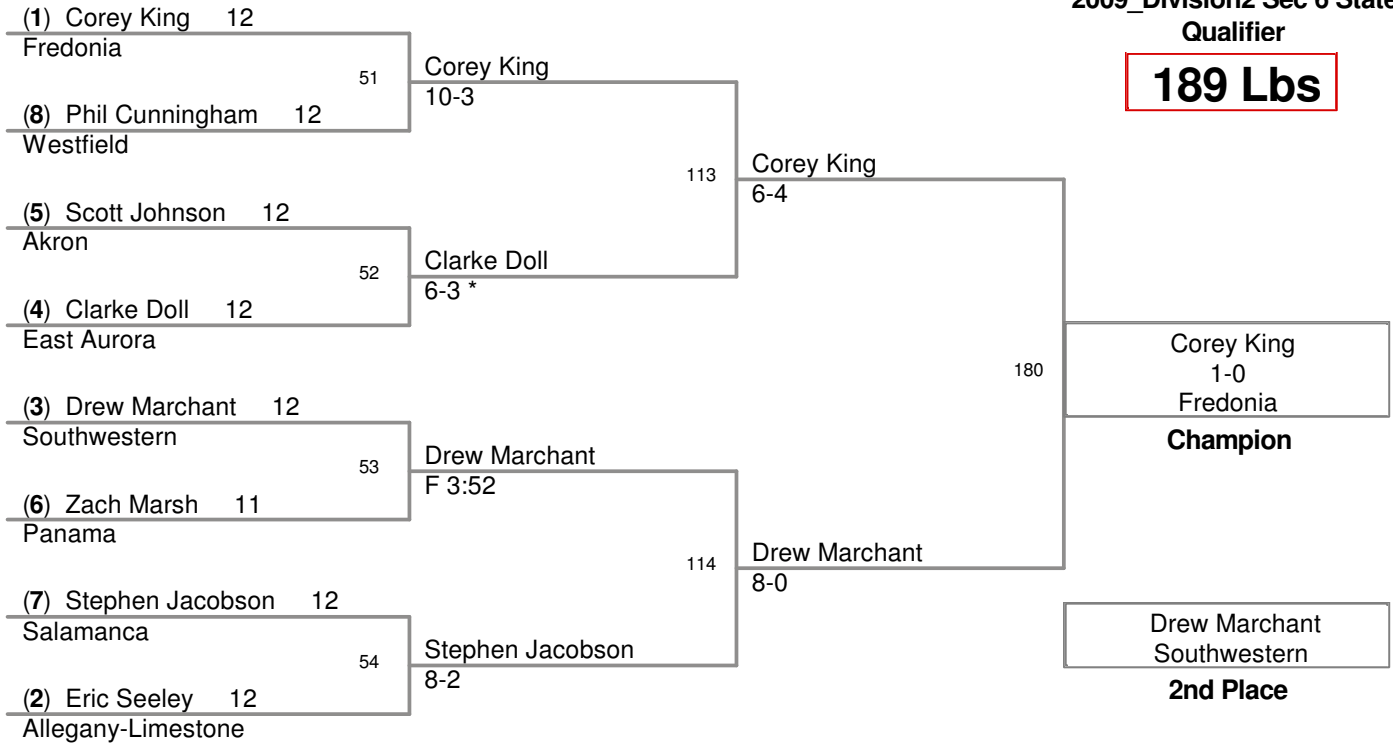 2009_Division2 Sec 6 State
Qualifier
189 Lbs
(1) Corey King 12
Fredonia
51
(8) Phil Cunningham 12
Westfield
Corey King
10-3
(5) Scott Johnson 12
Akron
52
(4) Clarke Doll 12
East Aurora
Clarke Doll
6-3 *
113
Corey King
6-4
(3) Drew Marchant 12
Southwestern
53
(6) Zach Marsh 11
Panama
Drew Marchant
F 3:52
(7) Stephen Jacobson 12
Salamanca
54
(2) Eric Seeley 12
Allegany-Limestone
Stephen Jacobson
8-2
114
Drew Marchant
8-0
180
Corey King
1-0
Fredonia
Champion
Drew Marchant
Southwestern
2nd Place